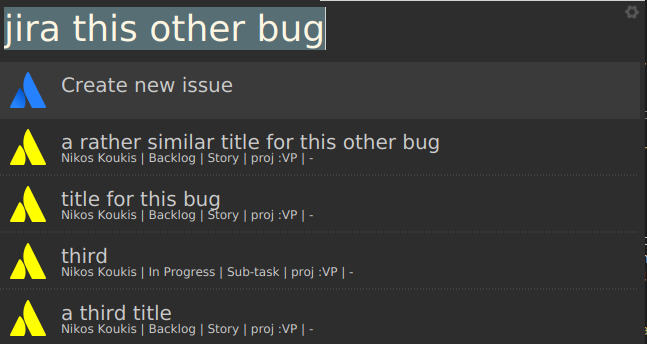 jira this other bug
Create new issue
a rather similar title for this other bug
Nikos Koukis | Backlog | Story | proj :VP | -
title for this bug
Nikos Koukis | Backlog | Story | proj :VP | -
third
Nikos Koukis | In Progress | Sub-task | proj :VP | -
a third title
Nikos Koukis | Backlog | Story | proj :VP | -